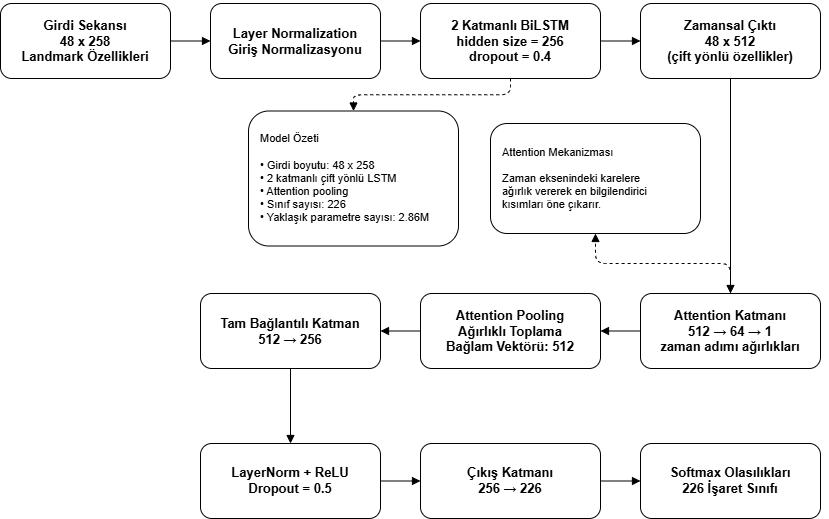 Girdi Sekansı
48 x 258
Landmark Özellikleri
Layer Normalization
Giriş Normalizasyonu
2 Katmanlı BiLSTM
hidden size = 256
dropout = 0.4
Zamansal Çıktı
48 x 512
(çift yönlü özellikler)
Model Özeti
• Girdi boyutu: 48 x 258
• 2 katmanlı çift yönlü LSTM
• Attention pooling
• Sınıf sayısı: 226
• Yaklaşık parametre sayısı: 2.86M
Attention Mekanizması
Zaman eksenindeki karelere
ağırlık vererek en bilgilendirici
kısımları öne çıkarır.
Tam Bağlantılı Katman
512 → 256
Attention Pooling
Ağırlıklı Toplama
Bağlam Vektörü: 512
Attention Katmanı
512 → 64 → 1
zaman adımı ağırlıkları
LayerNorm + ReLU
Dropout = 0.5
Çıkış Katmanı
256 → 226
Softmax Olasılıkları
226 İşaret Sınıfı